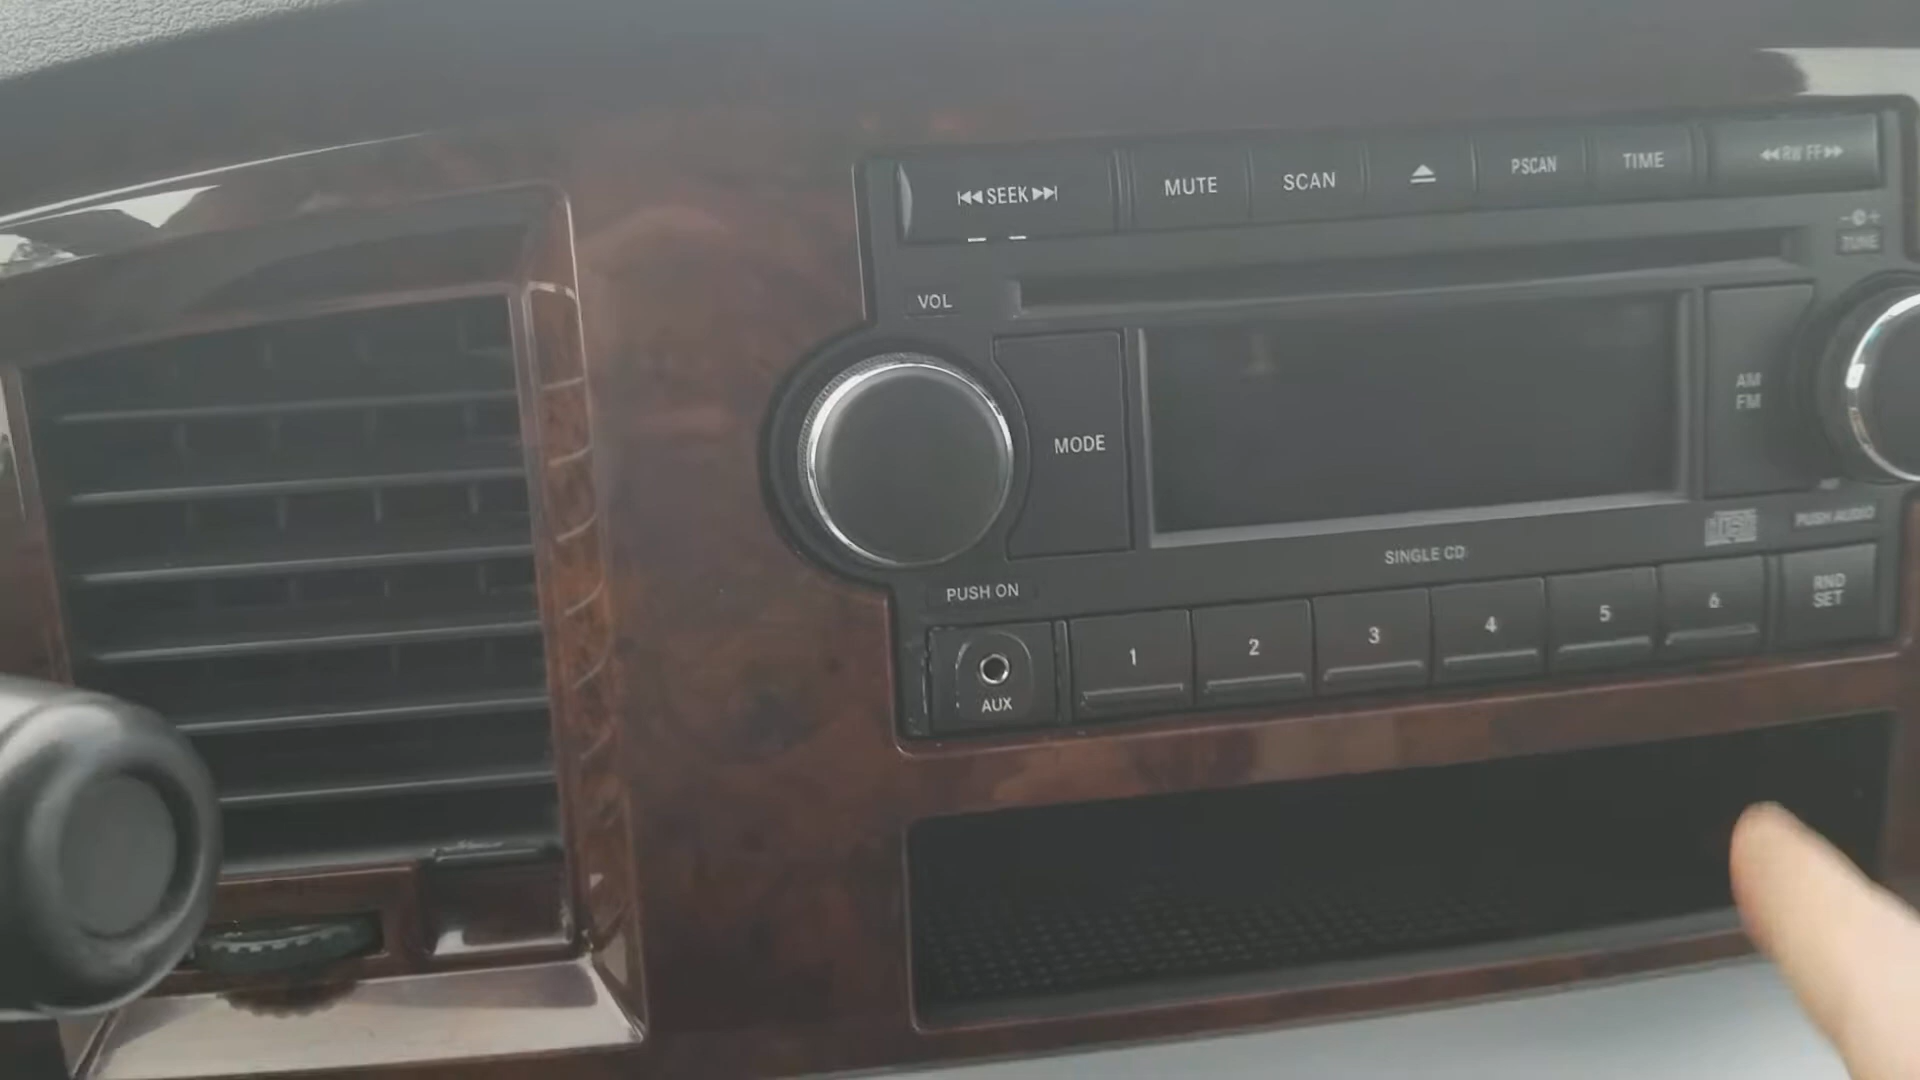 SEEK
MUTE
SCAN
PSCAN
TIME
RW FF
TUNE
VOL
MODE
AM
FM
PUSH AUDIO
SINGLE CD
PUSH ON
AUX
1
2
3
4
5
6
RND
SET